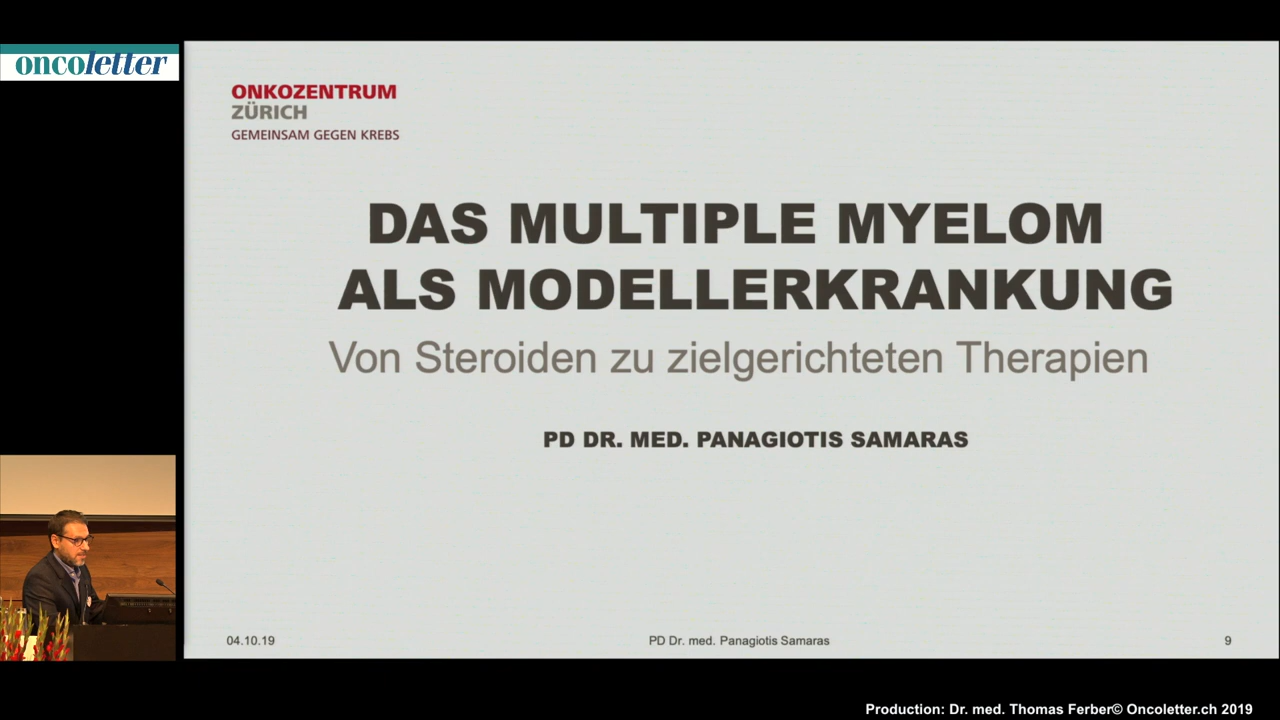 oncoletter
ONKOZENTRUM
ZÜRICH
GEMEINSAM GEGEN KREBS
DAS MULTIPLE MYELOM
ALS MODELLERKRANKUNG
Von Steroiden zu zielgerichteten Therapien
PD DR. MED. PANAGIOTIS SAMARAS
04.10.19
PD Dr. med. Panagiotis Samaras
9
Production: Dr. med. Thomas Ferber© Oncoletter.ch 2019